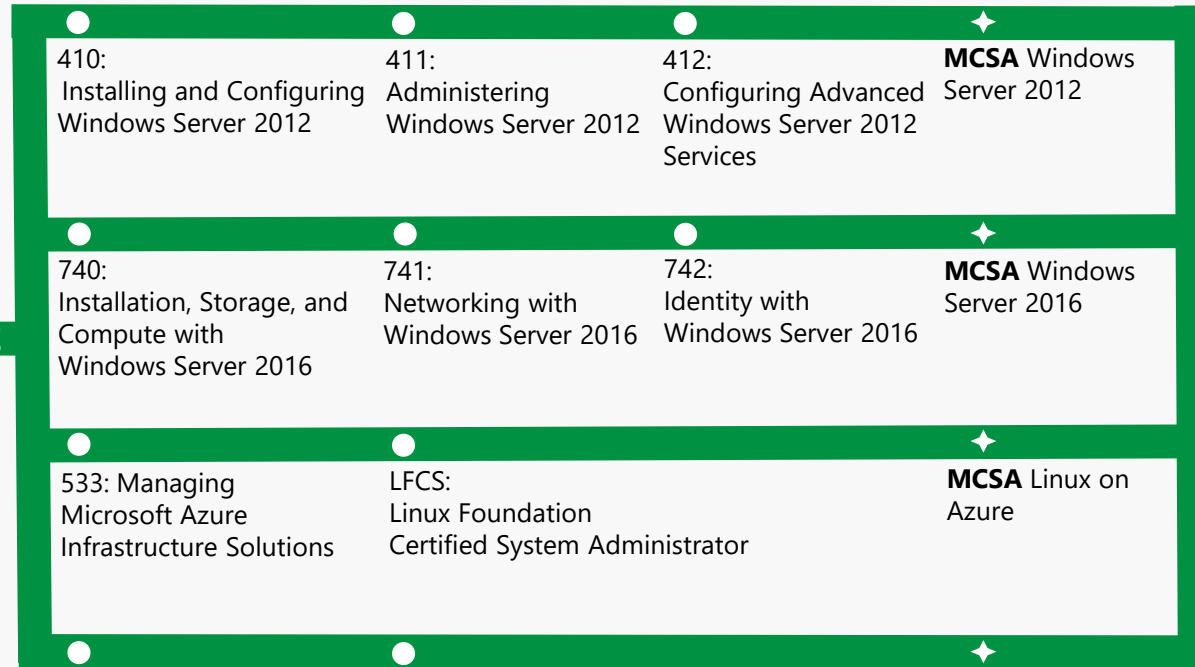 410:
Installing and Configuring
Windows Server 2012
411:
Administering
Windows Server 2012
412:
Configuring Advanced
Windows Server 2012
Services
MCSA Windows
Server 2012
740:
Installation, Storage, and
Compute with
Windows Server 2016
741:
Networking with
Windows Server 2016
742:
Identity with
Windows Server 2016
MCSA Windows
Server 2016
533: Managing
Microsoft Azure
Infrastructure Solutions
LFCS:
Linux Foundation
Certified System Administrator
MCSA Linux on
Azure